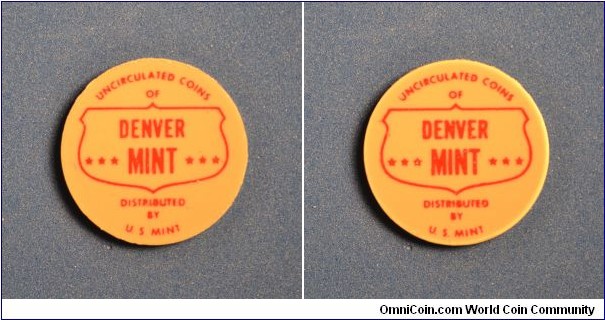 UNCIRCULATED COINS
OF
DENVER
★★★ MINT ★★★
DISTRIBUTED
BY
U.S. MINT
UNCIRCULATED COINS
OF
DENVER
★★★ MINT ★★★
DISTRIBUTED
BY
U.S. MINT
OmniCoin.com World Coin Community